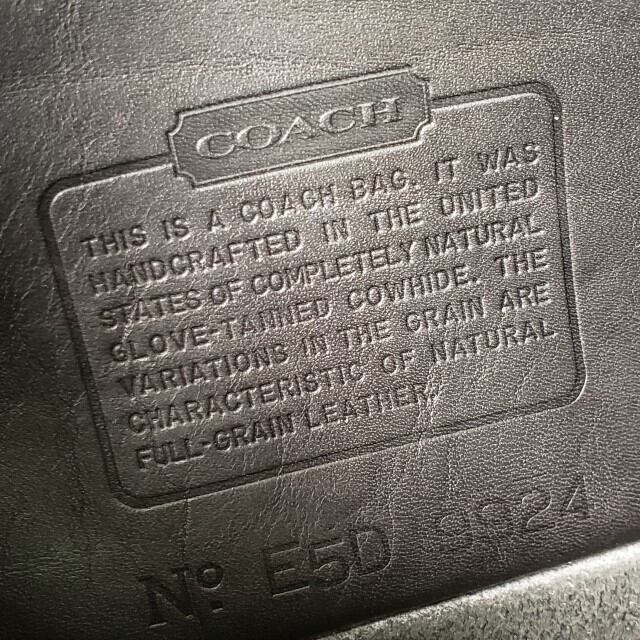 COACH
THIS IS A COACH BAG. IT WAS
HANDCRAFTED IN THE UNITED
STATES OF COMPLETELY NATURAL
GLOVE-TANNED COWHIDE. THE
VARIATIONS IN THE GRAIN ARE
CHARACTERISTIC OF NATURAL
FULL-GRAIN LEATHER.
No. E5D 9924